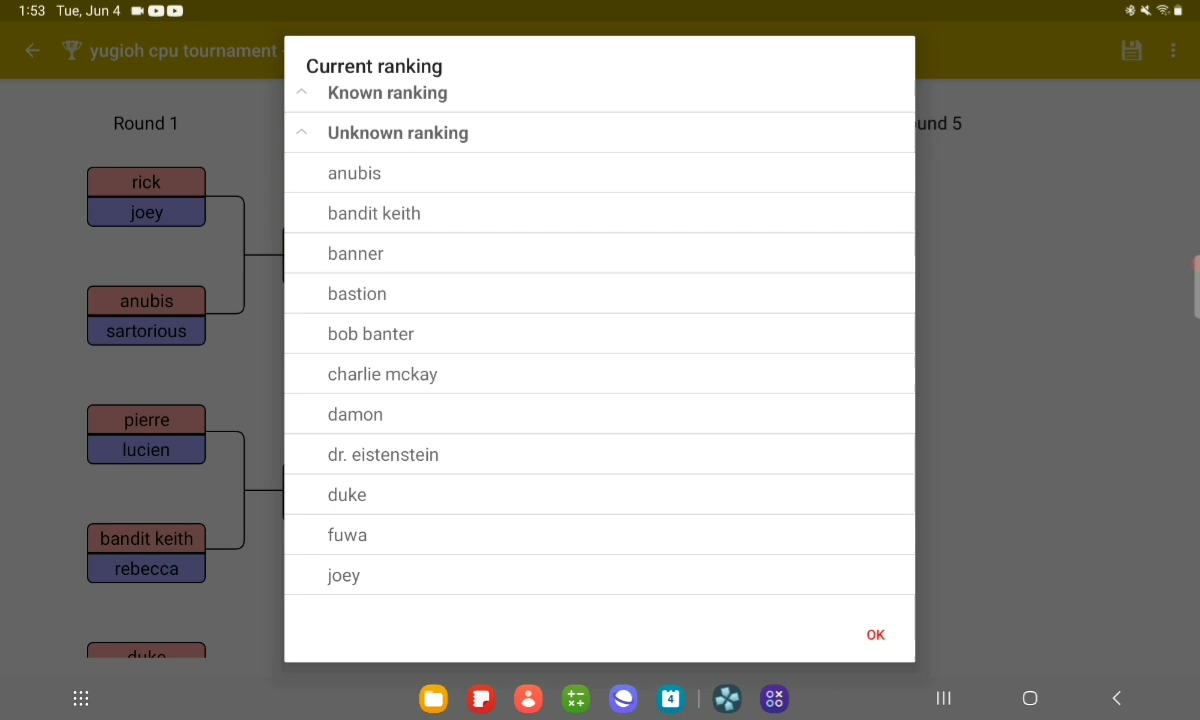 1:53 Tue, Jun 4
yugioh cpu tournament
Current ranking
Known ranking
Unknown ranking
anubis
bandit keith
banner
bastion
bob banter
charlie mckay
damon
dr. eistenstein
duke
fuwa
joey
OK
Round 1
rick
joey
anubis
sartorious
pierre
lucien
bandit keith
rebecca
duke
und 5
4